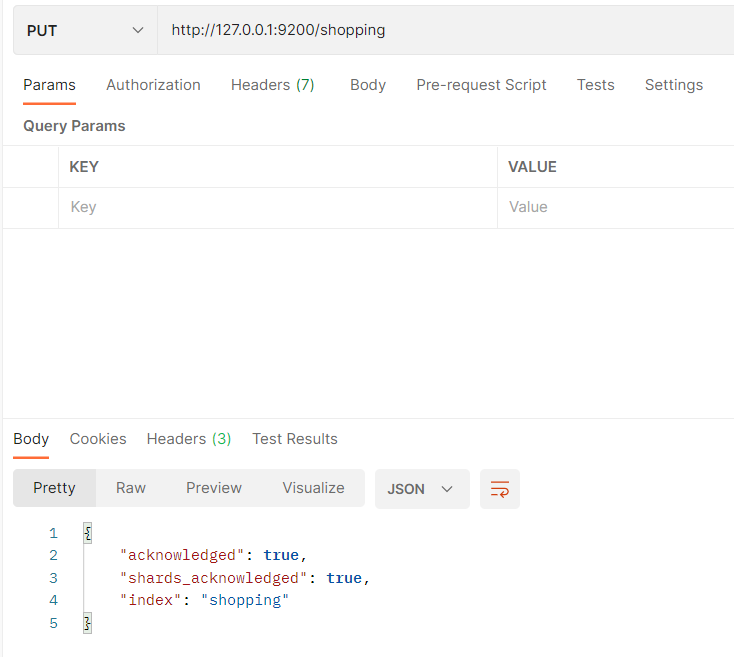 PUT http://127.0.0.1:9200/shopping
Params Authorization Headers (7) Body Pre-request Script Tests Settings
Query Params
KEY VALUE
Key Value
Body Cookies Headers (3) Test Results
Pretty Raw Preview Visualize JSON
1 {
2 "acknowledged": true,
3 "shards_acknowledged": true,
4 "index": "shopping"
5 }